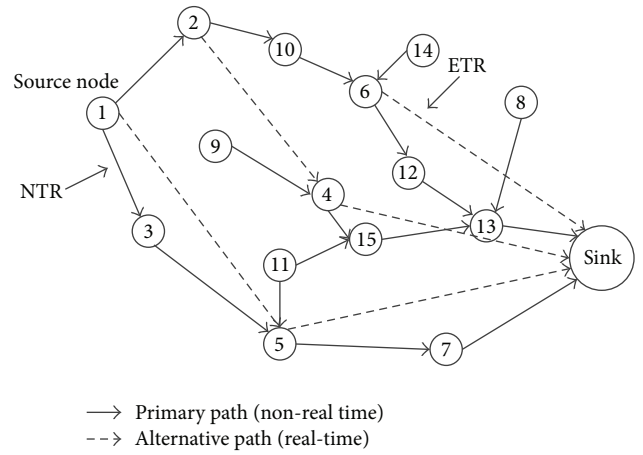 2
10
14
ETR
Source node
6
8
1
9
12
NTR
4
13
3
15
11
Sink
5
7
Primary path (non-real time)
Alternative path (real-time)